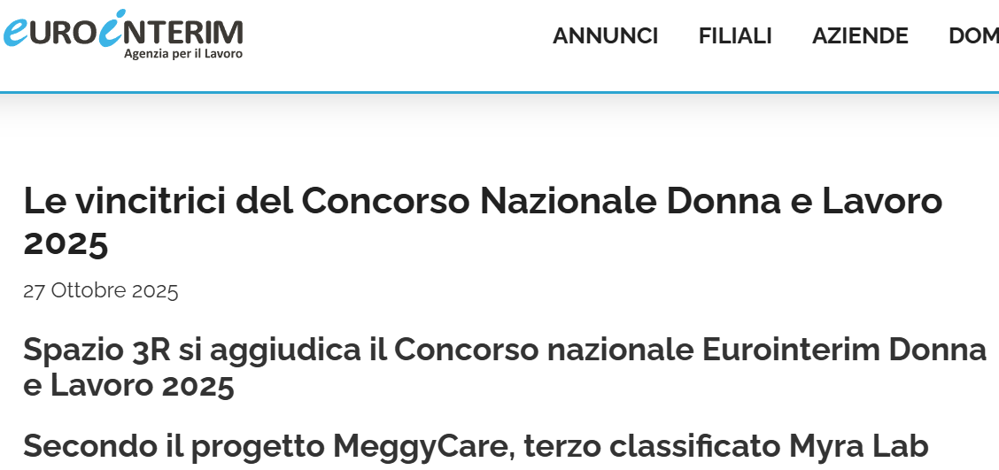 eurointerim
Agenzia per il Lavoro
ANNUNCI FILIALI AZIENDE DOM
Le vincitrici del Concorso Nazionale Donna e Lavoro
2025
27 Ottobre 2025
Spazio 3R si aggiudica il Concorso nazionale Eurointerim Donna
e Lavoro 2025
Secondo il progetto MeggyCare, terzo classificato Myra Lab